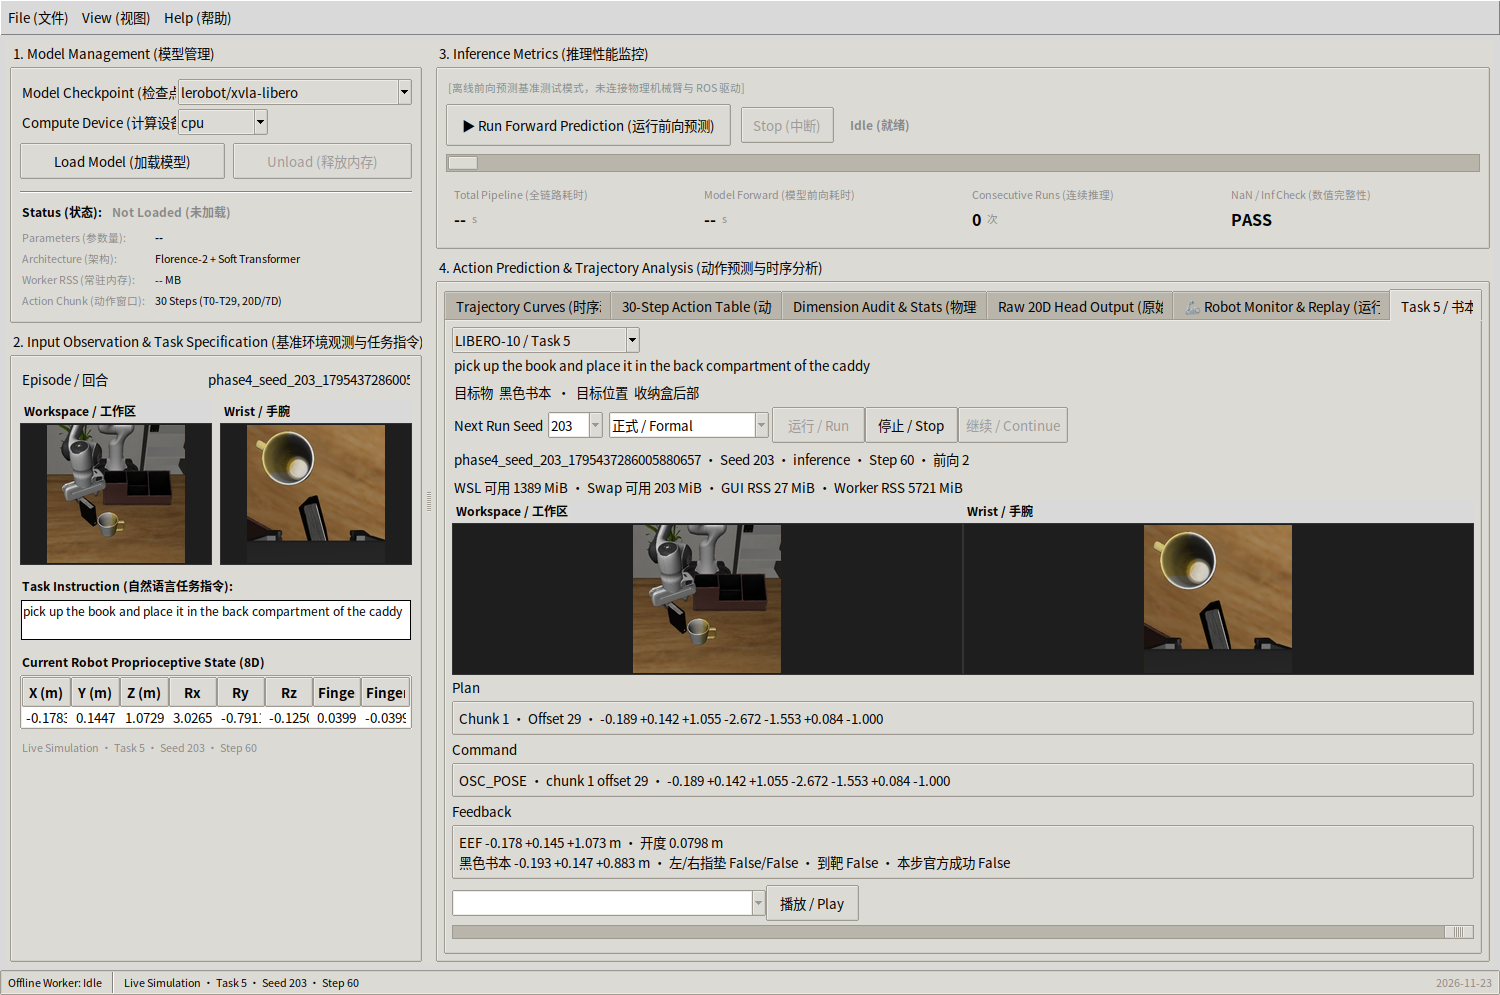 File (文件) View (视图) Help (帮助)
1. Model Management (模型管理)
Model Checkpoint (检查点 lerobot/xvla-libero
Compute Device (计算设备 cpu
Load Model (加载模型) Unload (释放内存)
Status (状态): Not Loaded (未加载)
Parameters (参数量): --
Architecture (架构): Florence-2 + Soft Transformer
Worker RSS (常驻内存): -- MB
Action Chunk (动作窗口): 30 Steps (T0-T29, 20D/7D)
2. Input Observation & Task Specification (基准环境观测与任务指令)
Episode / 回合 phase4_seed_203_179543728600
Workspace / 工作区 Wrist / 手腕
Task Instruction (自然语言任务指令):
pick up the book and place it in the back compartment of the caddy
Current Robot Proprioceptive State (8D)
X (m) Y (m) Z (m) Rx Ry Rz Finge Finger
-0.178 0.1447 1.0729 3.0265 -0.791 -0.125 0.0399 -0.0399
Live Simulation · Task 5 · Seed 203 · Step 60
3. Inference Metrics (推理性能监控)
[离线前向预测基准测试模式，未连接物理机械臂与 ROS 驱动]
▶ Run Forward Prediction (运行前向预测) Stop (中断) Idle (就绪)
Total Pipeline (全链路耗时) Model Forward (模型前向耗时) Consecutive Runs (连续推理) NaN / Inf Check (数值完整性)
-- s -- s 0 次 PASS
4. Action Prediction & Trajectory Analysis (动作预测与时序分析)
Trajectory Curves (时序 30-Step Action Table (动 Dimension Audit & Stats (物理 Raw 20D Head Output (原始 Robot Monitor & Replay (运行 Task 5 / 书本
LIBERO-10 / Task 5
pick up the book and place it in the back compartment of the caddy
目标物 黑色书本 · 目标位置 收纳盒后部
Next Run Seed 203 正式 / Formal 运行 / Run 停止 / Stop 继续 / Continue
phase4_seed_203_1795437286005880657 · Seed 203 · inference · Step 60 · 前向 2
WSL 可用 1389 MiB · Swap 可用 203 MiB · GUI RSS 27 MiB · Worker RSS 5721 MiB
Workspace / 工作区 Wrist / 手腕
Plan
Chunk 1 · Offset 29 · -0.189 +0.142 +1.055 -2.672 -1.553 +0.084 -1.000
Command
OSC_POSE · chunk 1 offset 29 · -0.189 +0.142 +1.055 -2.672 -1.553 +0.084 -1.000
Feedback
EEF -0.178 +0.145 +1.073 m · 开度 0.0798 m
黑色书本 -0.193 +0.147 +0.883 m · 左/右指垫 False/False · 到靶 False · 本步官方成功 False
播放 / Play
Offline Worker: Idle Live Simulation · Task 5 · Seed 203 · Step 60 2026-11-23